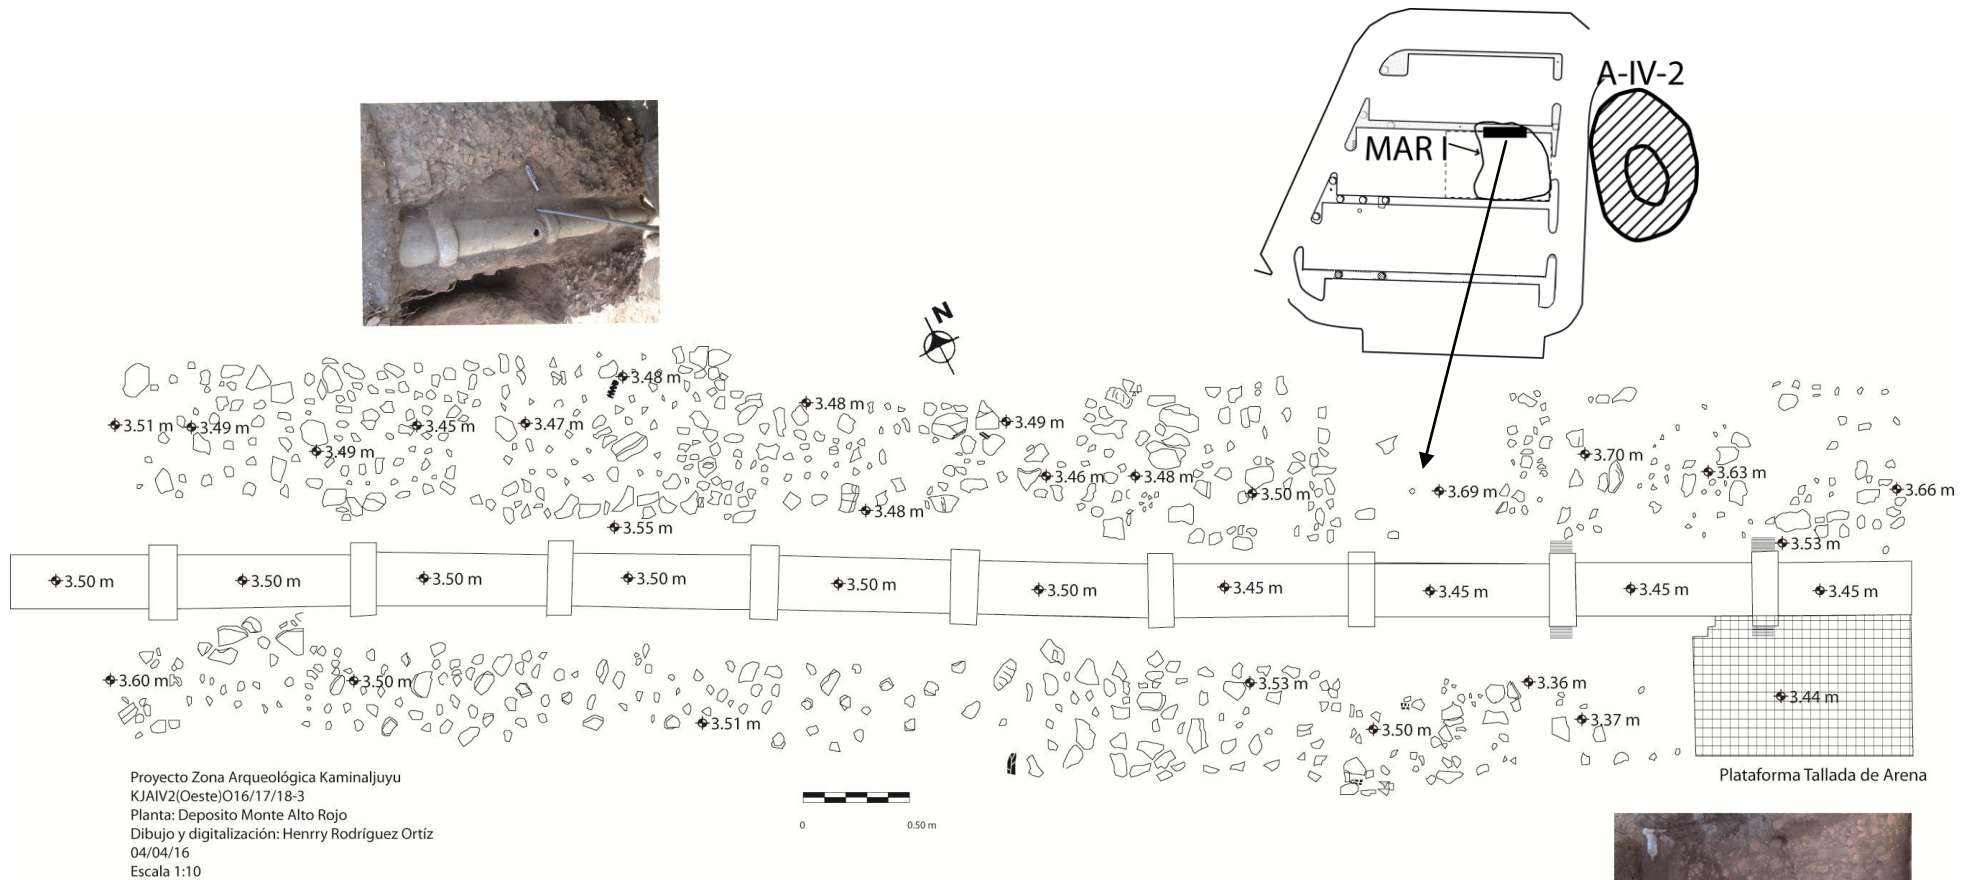 A-IV-2
MAR I
N
3.48 m
3.48 m
3.51 m
3.49 m
3.45 m
3.47 m
3.49 m
3.49 m
3.70 m
3.46 m
3.48 m
3.63 m
3.50 m
3.69 m
3.66 m
3.48 m
3.55 m
3.53 m
3.50 m
3.50 m
3.50 m
3.50 m
3.50 m
3.50 m
3.45 m
3.45 m
3.45 m
3.45 m
3.60 m
3.50 m
3.53 m
3.36 m
3.44 m
3.51 m
3.50 m
3.37 m
Plataforma Tallada de Arena
Proyecto Zona Arqueológica Kaminaljuyu
KJAIV2(Oeste)O16/17/18-3
Planta: Deposito Monte Alto Rojo
Dibujo y digitalización: Henrry Rodríguez Ortíz
04/04/16
Escala 1:10
0 0.50 m